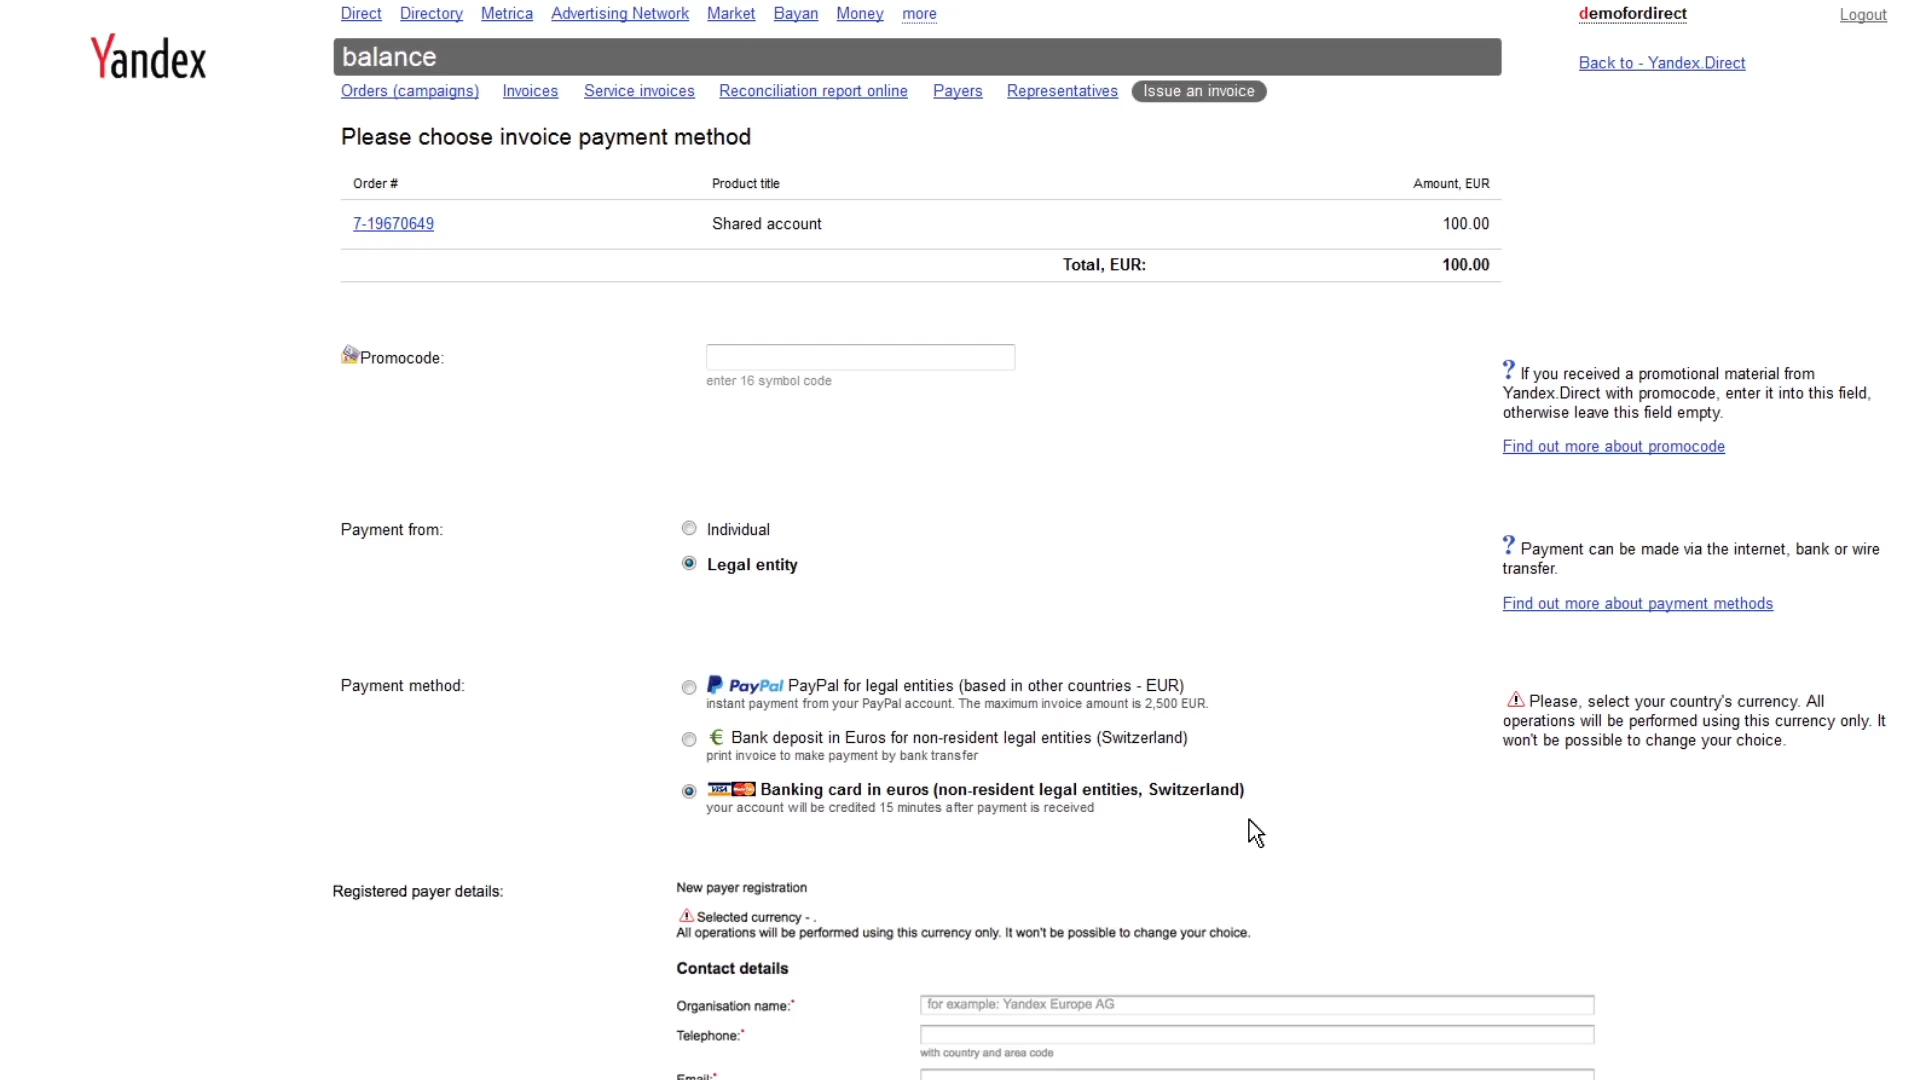 Direct Directory Metrica Advertising Network Market Bayan Money more demofordirect Logout
Yandex
balance
Back to - Yandex.Direct
Orders (campaigns) Invoices Service invoices Reconciliation report online Payers Representatives Issue an invoice
Please choose invoice payment method
Order # Product title Amount, EUR
7-19670649 Shared account 100.00
Total, EUR: 100.00
Promocode:
enter 16 symbol code
? If you received a promotional material from
Yandex.Direct with promocode, enter it into this field,
otherwise leave this field empty.
Find out more about promocode
Payment from:
Individual
Legal entity
? Payment can be made via the internet, bank or wire
transfer.
Find out more about payment methods
Payment method:
PayPal PayPal for legal entities (based in other countries - EUR)
instant payment from your PayPal account. The maximum invoice amount is 2,500 EUR.
€ Bank deposit in Euros for non-resident legal entities (Switzerland)
print invoice to make payment by bank transfer
VISA MasterCard Banking card in euros (non-resident legal entities, Switzerland)
your account will be credited 15 minutes after payment is received
Please, select your country's currency. All
operations will be performed using this currency only. It
won't be possible to change your choice.
Registered payer details:
New payer registration
Selected currency - .
All operations will be performed using this currency only. It won't be possible to change your choice.
Contact details
Organisation name:* for example: Yandex Europe AG
Telephone:*
with country and area code
Email:*